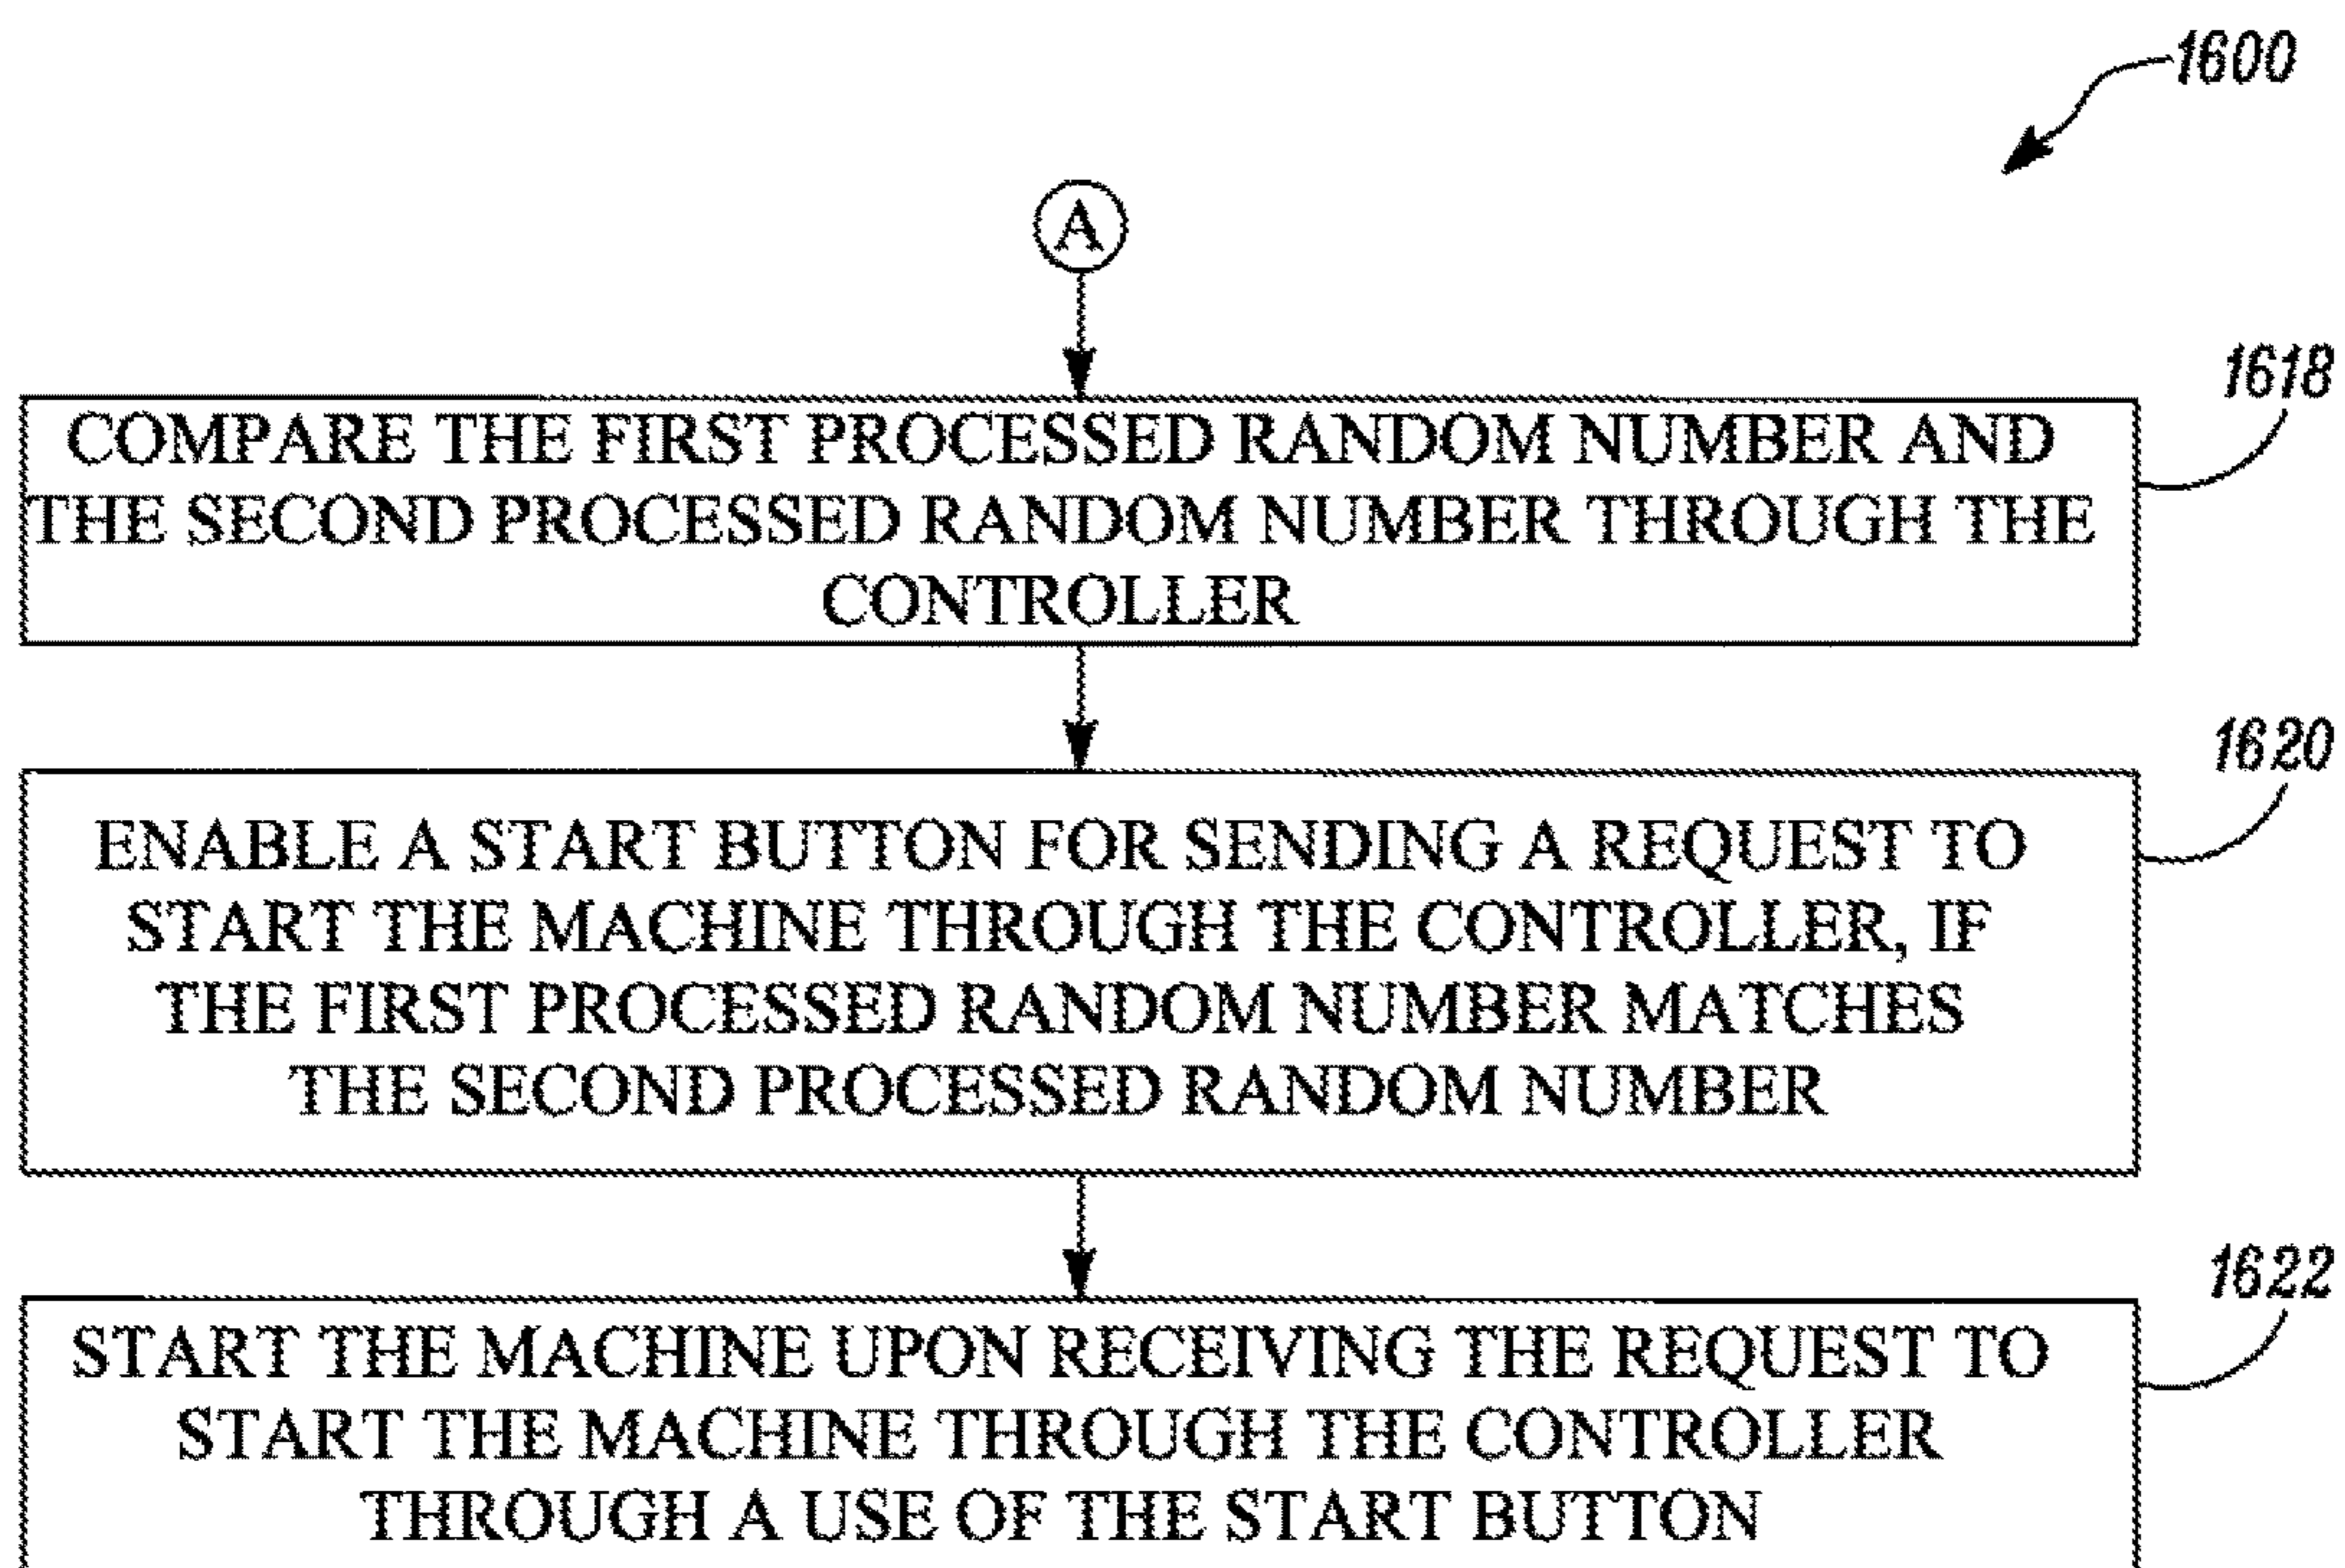 1600
A
1618
COMPARE THE FIRST PROCESSED RANDOM NUMBER AND
THE SECOND PROCESSED RANDOM NUMBER THROUGH THE
CONTROLLER
1620
ENABLE A START BUTTON FOR SENDING A REQUEST TO
START THE MACHINE THROUGH THE CONTROLLER, IF
THE FIRST PROCESSED RANDOM NUMBER MATCHES
THE SECOND PROCESSED RANDOM NUMBER
1622
START THE MACHINE UPON RECEIVING THE REQUEST TO
START THE MACHINE THROUGH THE CONTROLLER
THROUGH A USE OF THE START BUTTON